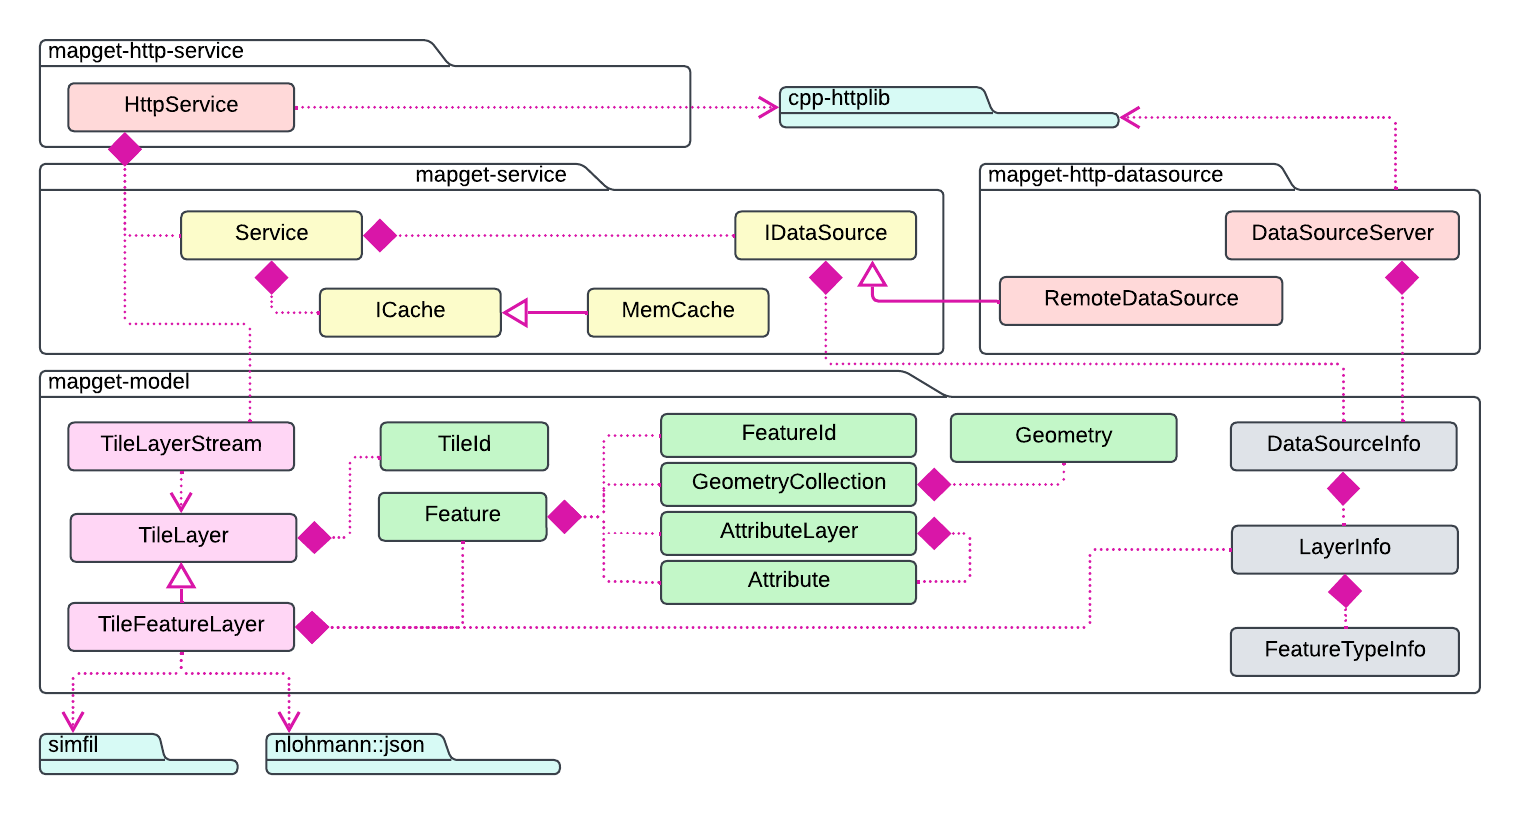 mapget-http-service
HttpService
cpp-httplib
mapget-service
mapget-http-datasource
Service
IDataSource
DataSourceServer
RemoteDataSource
ICache
MemCache
mapget-model
TileLayerStream
TileId
FeatureId
Geometry
DataSourceInfo
GeometryCollection
Feature
TileLayer
AttributeLayer
LayerInfo
Attribute
TileFeatureLayer
FeatureTypeInfo
simfil
nlohmann::json